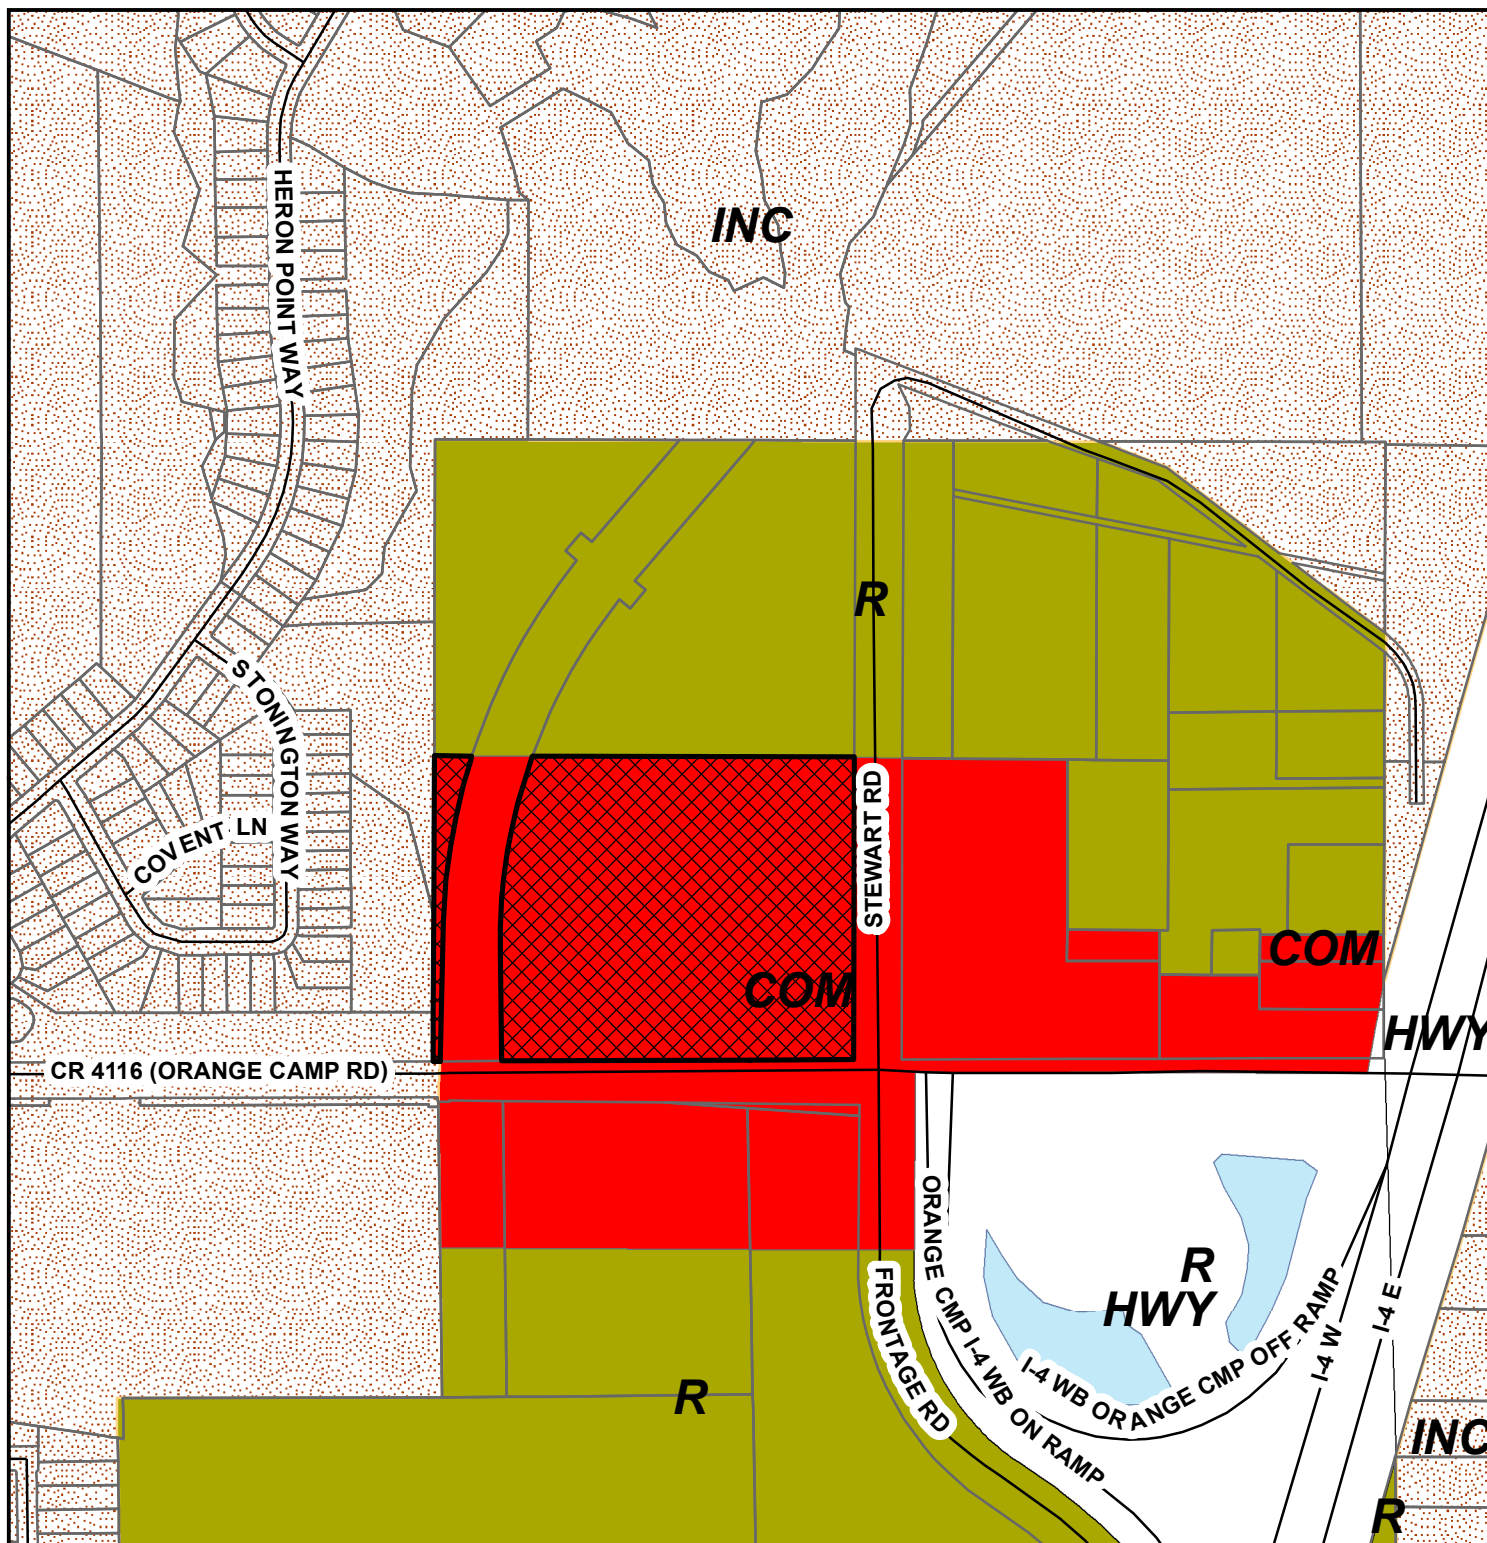 HERON POINT WAY
INC
R
STONINGTON WAY
COVENT LN
STEWART RD
COM
COM
HWY
CR 4116 (ORANGE CAMP RD)
ORANGE CMP I-4 WB ON RAMP
FRONTAGE RD
R
HWY
I-4 WB ORANGE CMP OFF RAMP
I-4 W
I-4 E
R
INC
R